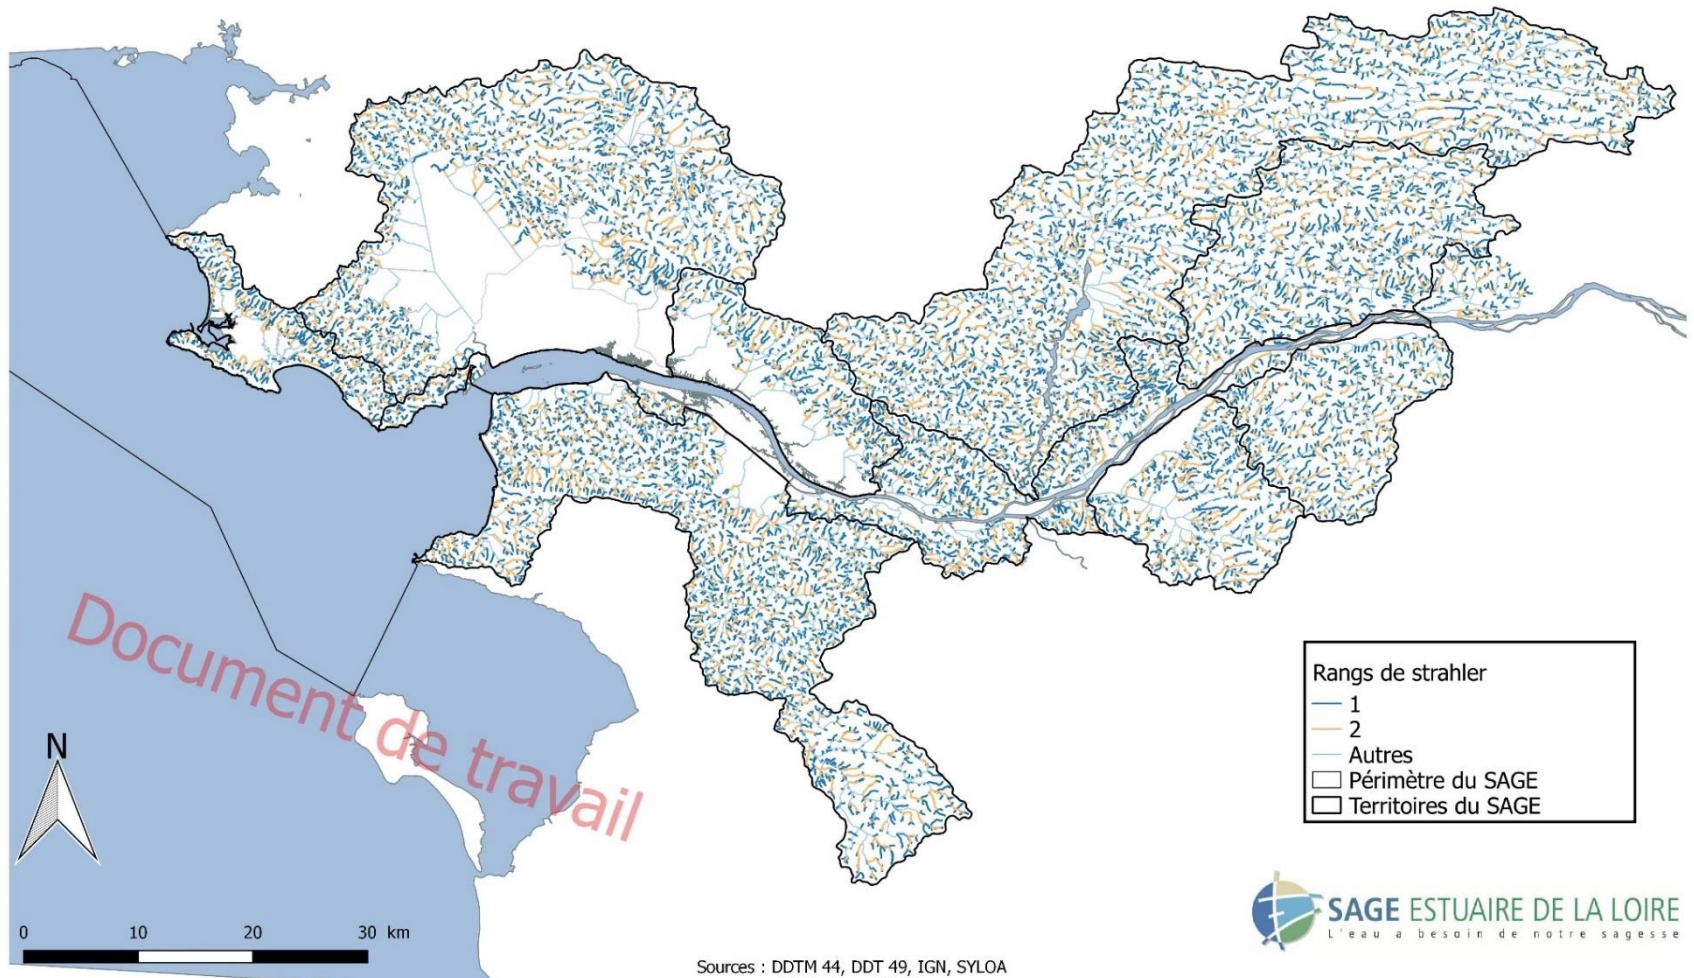 Document de travail
Rangs de strahler
1
2
Autres
Périmètre du SAGE
Territoires du SAGE
N
0 10 20 30 km
SAGE ESTUAIRE DE LA LOIRE
L'eau a besoin de notre sagesse
Sources : DDTM 44, DDT 49, IGN, SYLOA